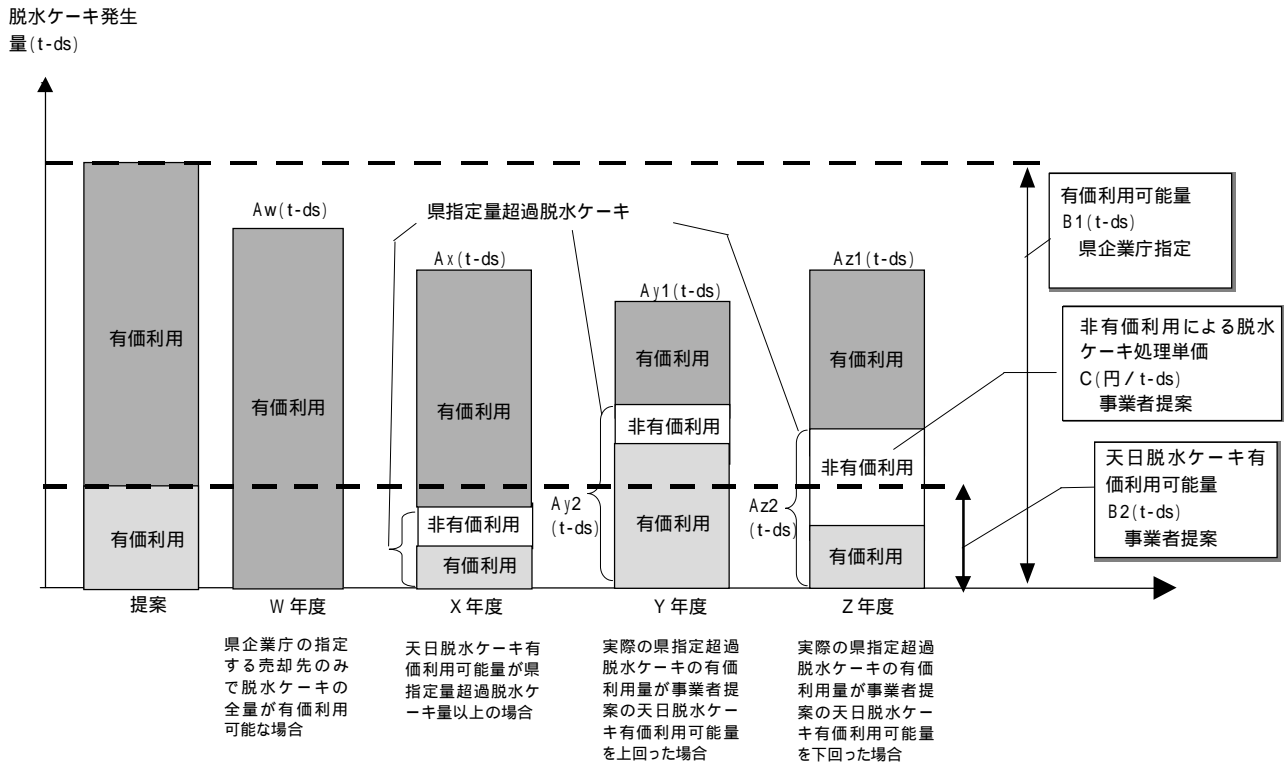 脱水ケーキ発生
量(t-ds)
Aw(t-ds)
県指定量超過脱水ケーキ
Ax(t-ds)
Ay1(t-ds)
Az1(t-ds)
有価利用可能量
B1(t-ds)
県企業庁指定
非有価利用による脱水
ケーキ処理単価
C(円/t-ds)
事業者提案
天日脱水ケーキ有
価利用可能量
B2(t-ds)
事業者提案
有価利用
有価利用
有価利用
有価利用
非有価利用
有価利用
有価利用
非有価利用
有価利用
Ay2
(t-ds)
有価利用
非有価利用
有価利用
Az2
(t-ds)
提案
W 年度
X 年度
Y 年度
Z 年度
県企業庁の指定
する売却先のみ
で脱水ケーキの
全量が有価利用
可能な場合
天日脱水ケーキ有
価利用可能量が県
指定量超過脱水ケ
ーキ量以上の場合
実際の県指定超過
脱水ケーキの有価
利用量が事業者提
案の天日脱水ケー
キ有価利用可能量
を上回った場合
実際の県指定超過
脱水ケーキの有価
利用量が事業者提
案の天日脱水ケー
キ有価利用可能量
を下回った場合